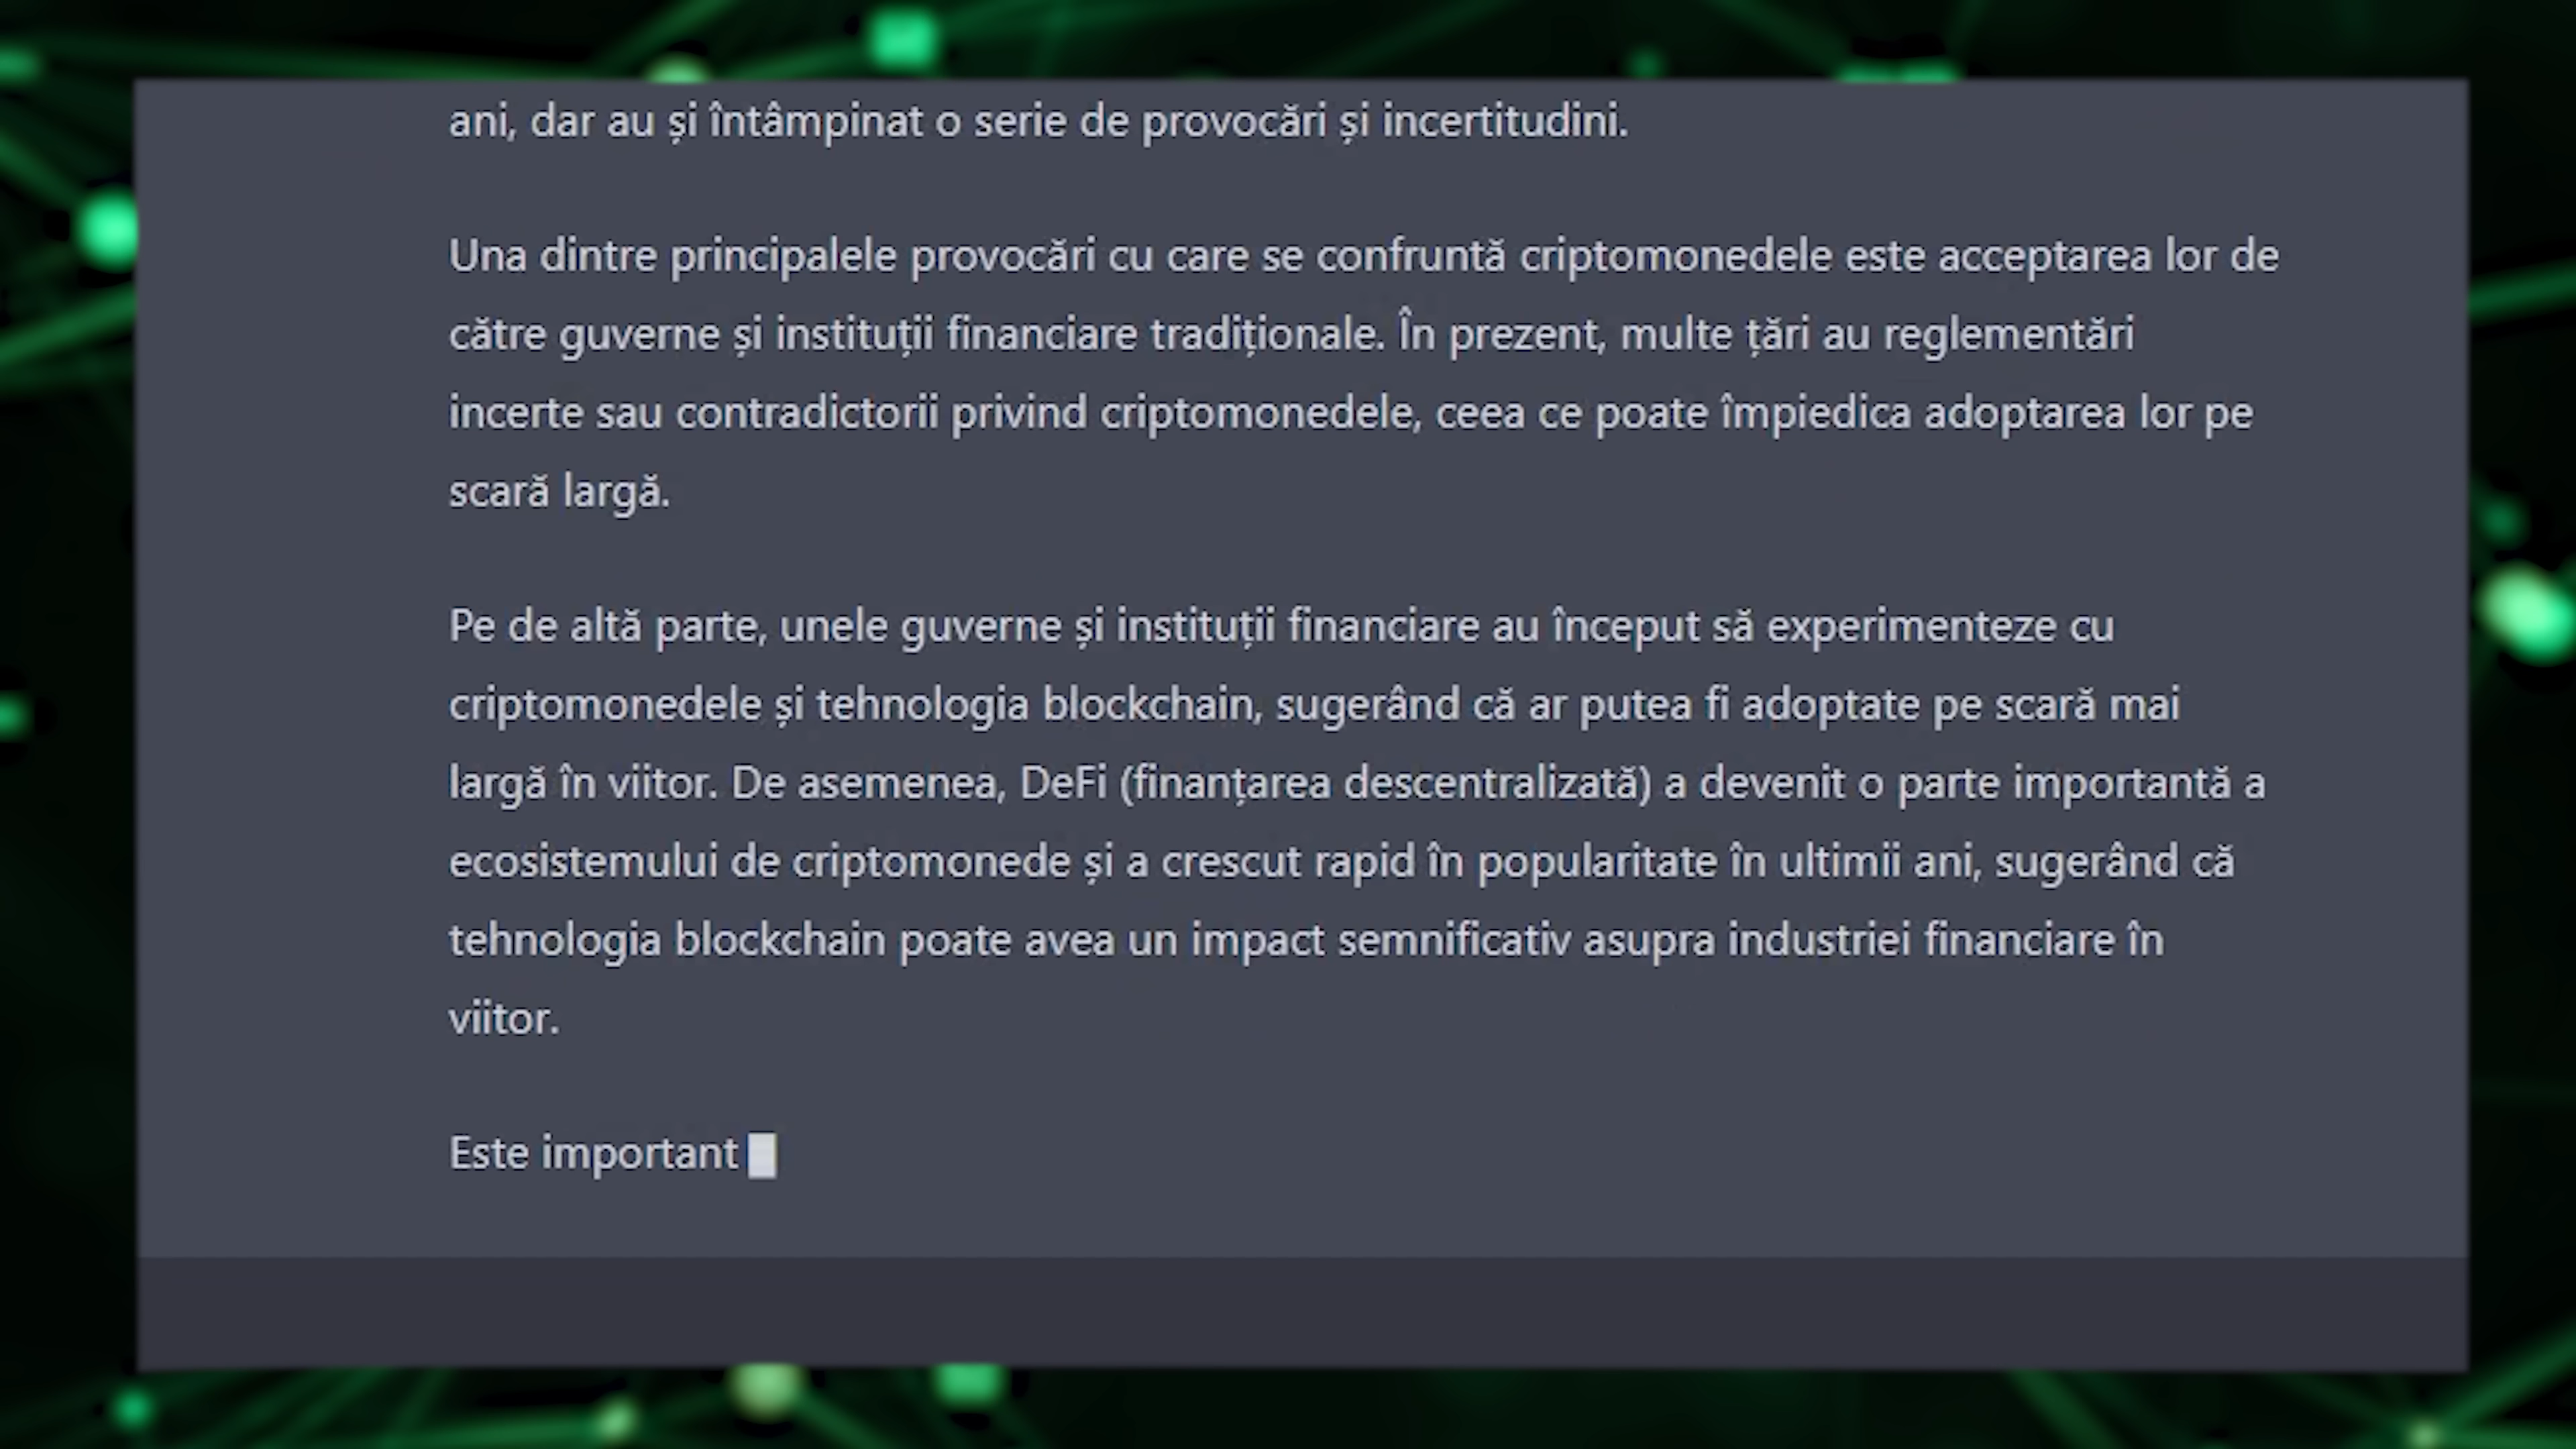 ani, dar au și întâmpinat o serie de provocări și incertitudini.
Una dintre principalele provocări cu care se confruntă criptomonedele este acceptarea lor de
către guverne și instituții financiare tradiționale. În prezent, multe țări au reglementări
incerte sau contradictorii privind criptomonedele, ceea ce poate împiedica adoptarea lor pe
scară largă.
Pe de altă parte, unele guverne și instituții financiare au început să experimenteze cu
criptomonedele și tehnologia blockchain, sugerând că ar putea fi adoptate pe scară mai
largă în viitor. De asemenea, DeFi (finanțarea descentralizată) a devenit o parte importantă a
ecosistemului de criptomonede și a crescut rapid în popularitate în ultimii ani, sugerând că
tehnologia blockchain poate avea un impact semnificativ asupra industriei financiare în
viitor.
Este important